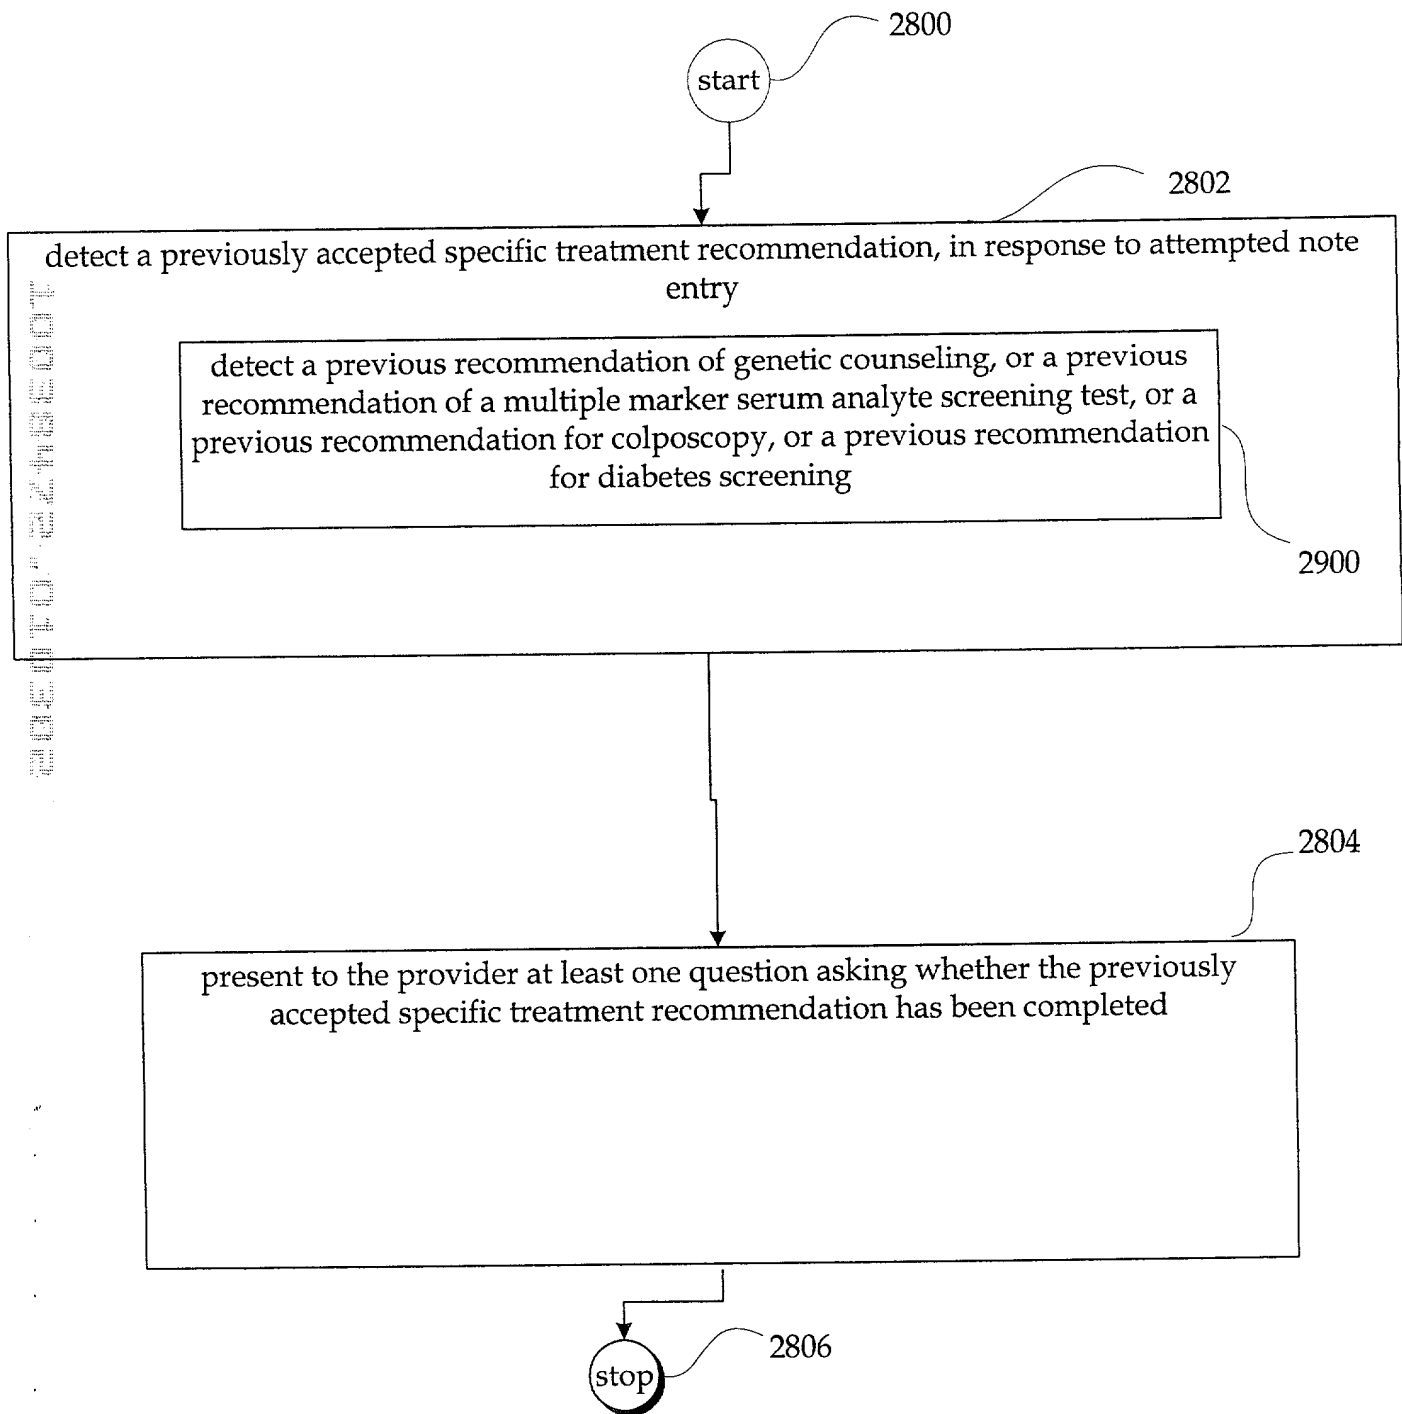 2800
start
2802
detect a previously accepted specific treatment recommendation, in response to attempted note
entry
detect a previous recommendation of genetic counseling, or a previous
recommendation of a multiple marker serum analyte screening test, or a
previous recommendation for colposcopy, or a previous recommendation
for diabetes screening
2900
2804
present to the provider at least one question asking whether the previously
accepted specific treatment recommendation has been completed
2806
stop